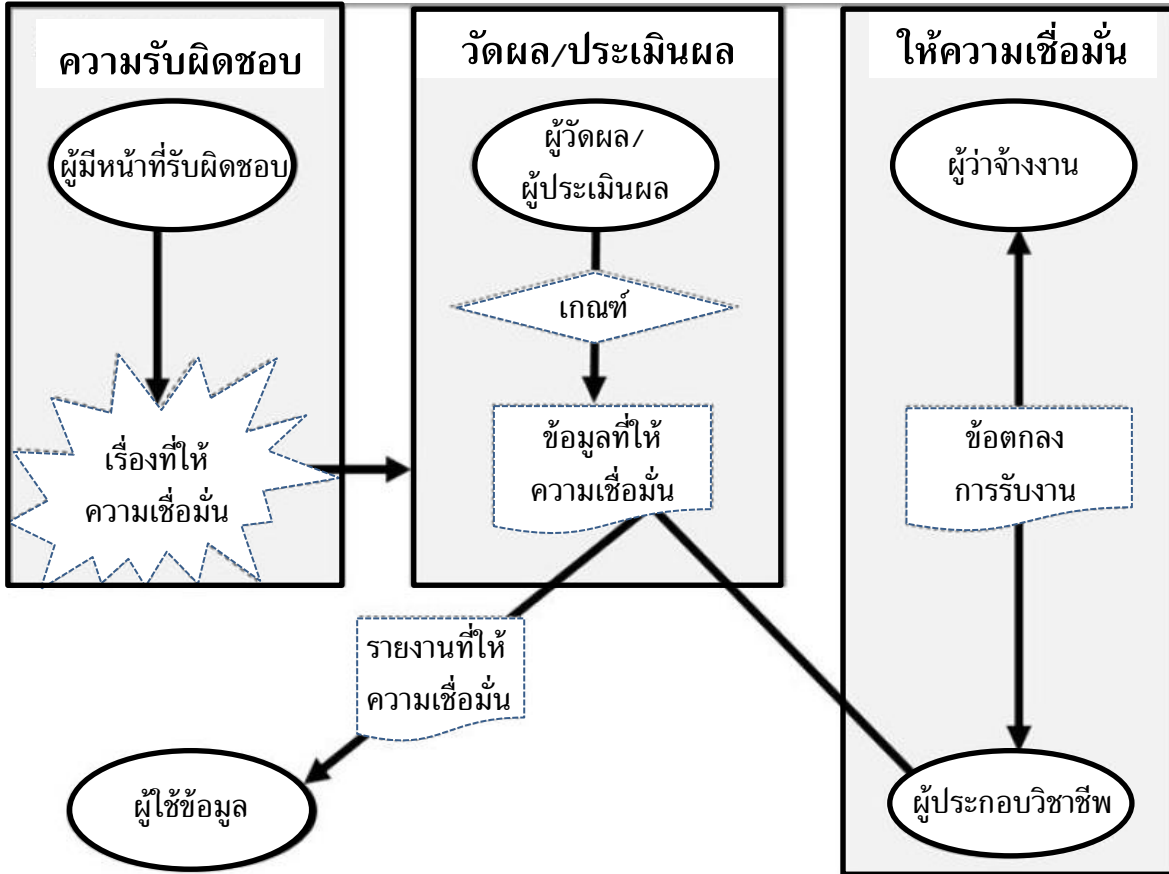 ความรับผิดชอบ
ผู้มีหน้าที่รับผิดชอบ
เรื่องที่ให้
ความเชื่อมั่น
วัดผล/ประเมินผล
ผู้วัดผล/
ผู้ประเมินผล
เกณฑ์
ข้อมูลที่ให้
ความเชื่อมั่น
ให้ความเชื่อมั่น
ผู้ว่าจ้างงาน
ข้อตกลง
การรับงาน
ผู้ประกอบวิชาชีพ
รายงานที่ให้
ความเชื่อมั่น
ผู้ใช้ข้อมูล